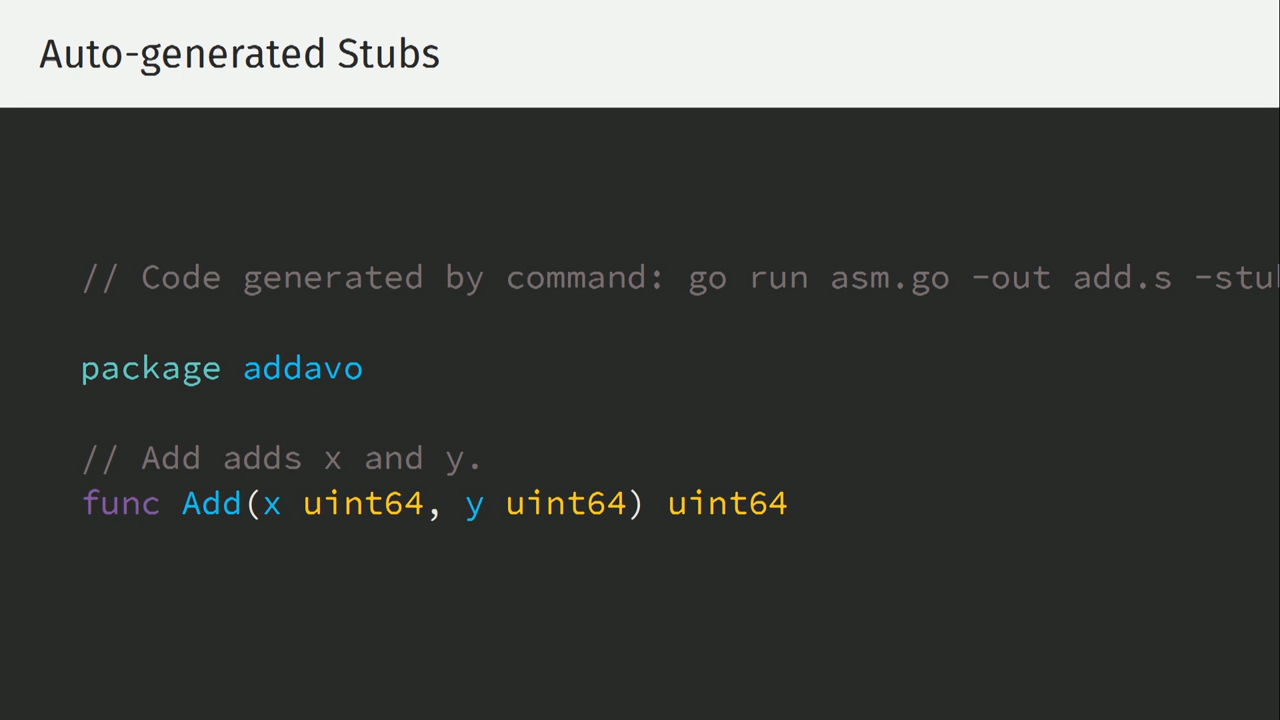 Auto-generated Stubs
// Code generated by command: go run asm.go -out add.s
package addavo
// Add adds x and y.
func Add(x uint64, y uint64) uint64